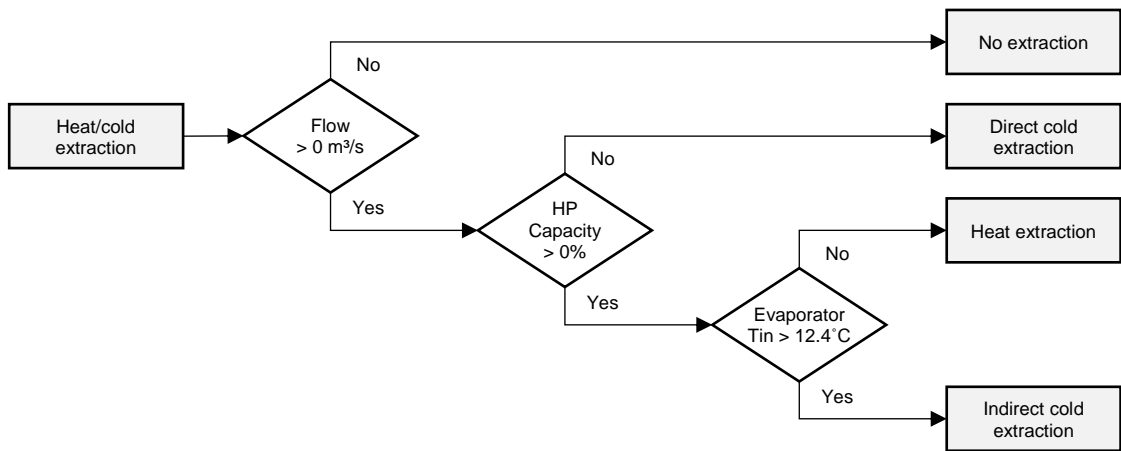 No extraction
No
Heat/cold
extraction
Flow
> 0 m³/s
Direct cold
extraction
No
Yes
HP
Capacity
> 0%
Heat extraction
No
Yes
Evaporator
Tin > 12.4˚C
Yes
Indirect cold
extraction